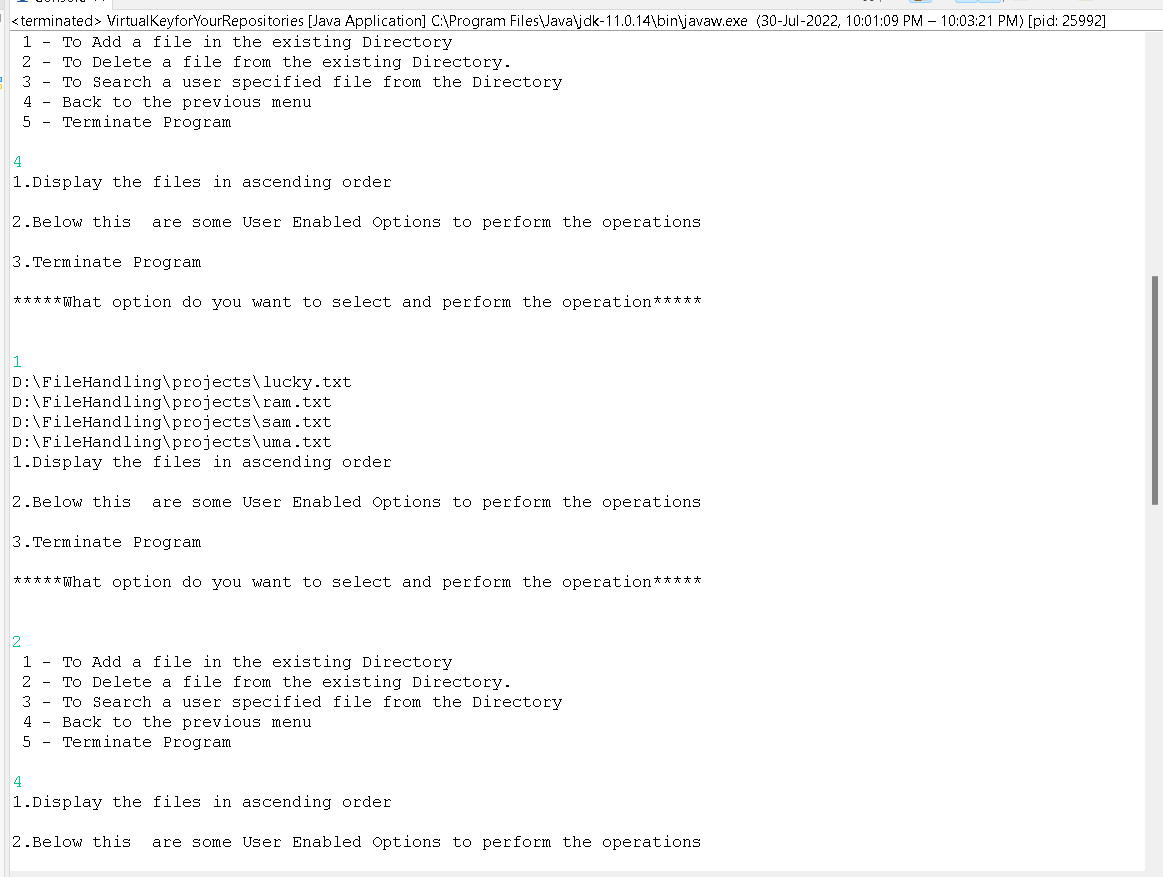 <terminated> VirtualKeyforYourRepositories [Java Application] C:\Program Files\Java\jdk-11.0.14\bin\javaw.exe (30-Jul-2022, 10:01:09 PM – 10:03:21 PM) [pid: 25992]
1 - To Add a file in the existing Directory
2 - To Delete a file from the existing Directory.
3 - To Search a user specified file from the Directory
4 - Back to the previous menu
5 - Terminate Program
4
1.Display the files in ascending order
2.Below this  are some User Enabled Options to perform the operations
3.Terminate Program
*****What option do you want to select and perform the operation*****
1
D:\FileHandling\projects\lucky.txt
D:\FileHandling\projects\ram.txt
D:\FileHandling\projects\sam.txt
D:\FileHandling\projects\uma.txt
1.Display the files in ascending order
2.Below this  are some User Enabled Options to perform the operations
3.Terminate Program
*****What option do you want to select and perform the operation*****
2
1 - To Add a file in the existing Directory
2 - To Delete a file from the existing Directory.
3 - To Search a user specified file from the Directory
4 - Back to the previous menu
5 - Terminate Program
4
1.Display the files in ascending order
2.Below this  are some User Enabled Options to perform the operations